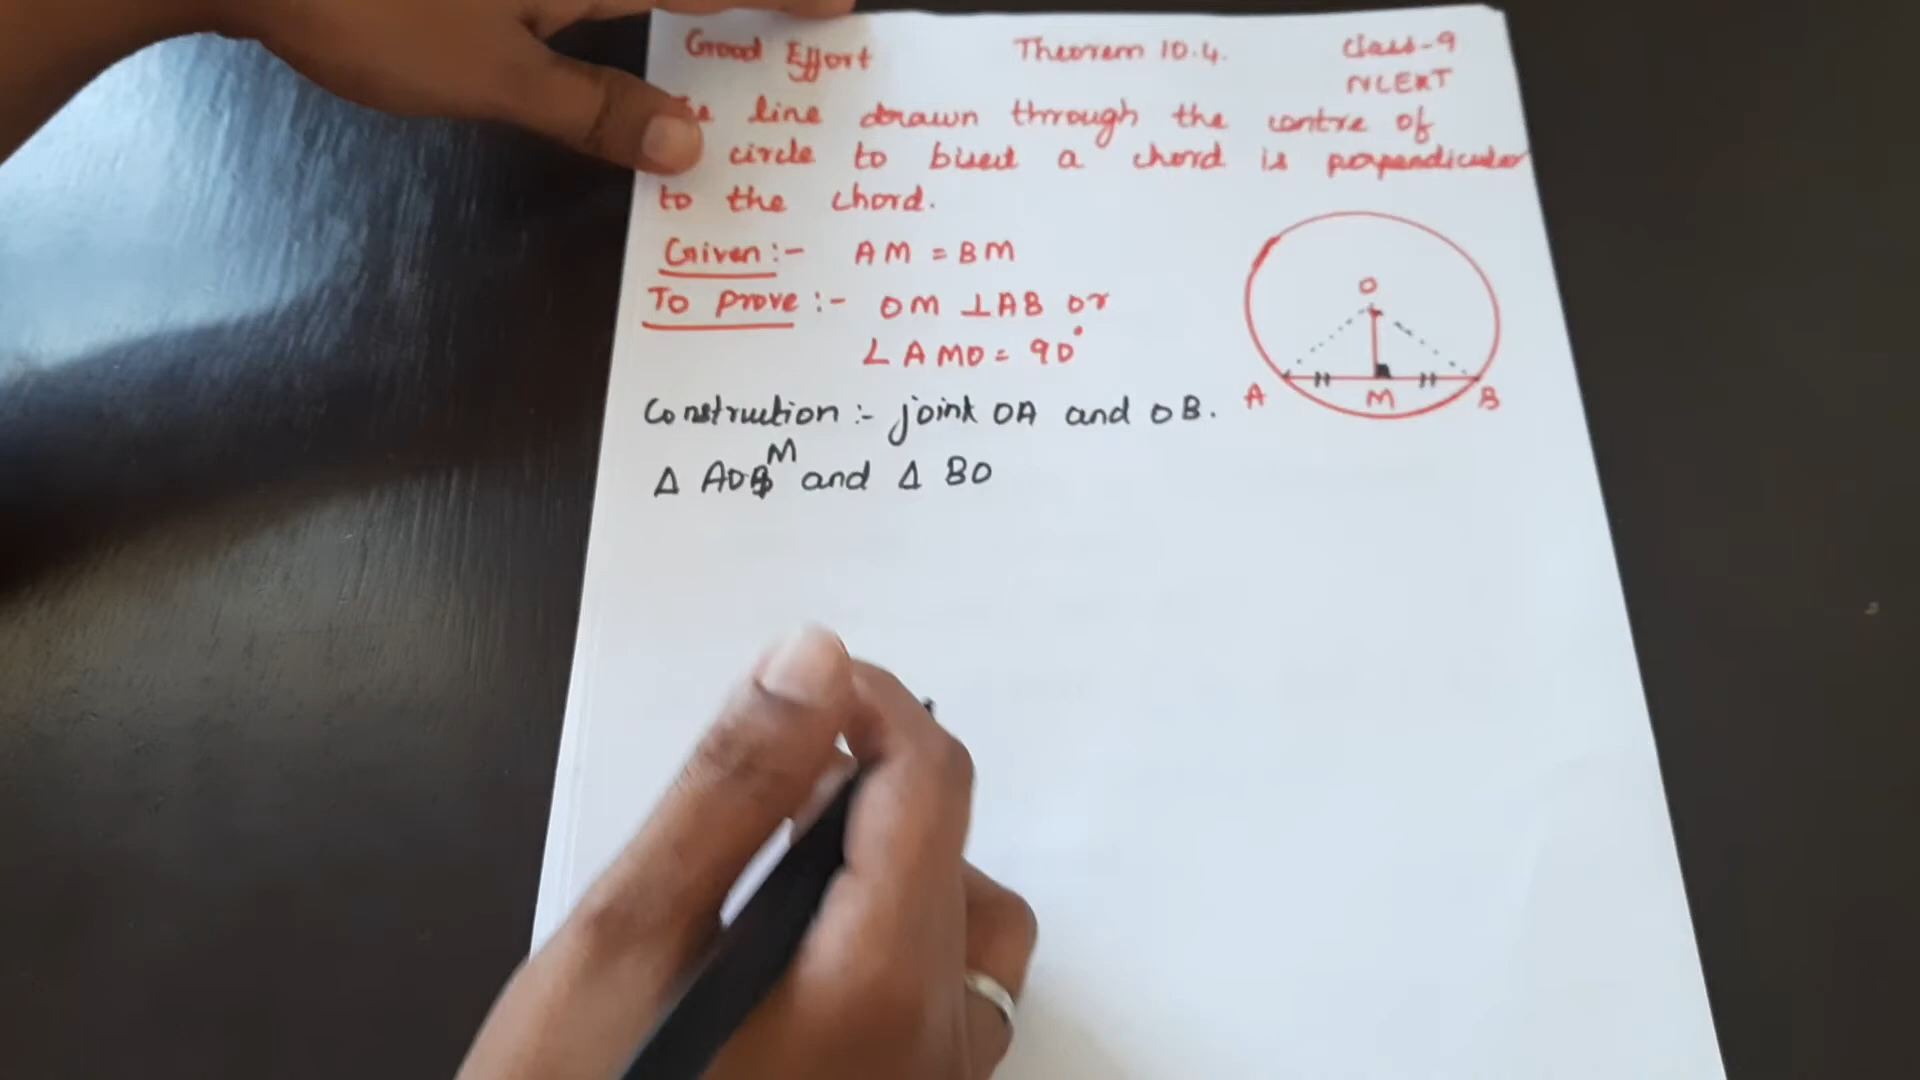 Good Effort Theorem 10.4. class-9
NCERT
line drawn through the centre of
circle to bisect a chord is perpendicular
to the chord.
Given :- AM = BM
To prove :- OM ⊥ AB or
∠ AMO = 90°
O
A M B
Construction :- joink OA and OB.
M
Δ AOB and Δ BO